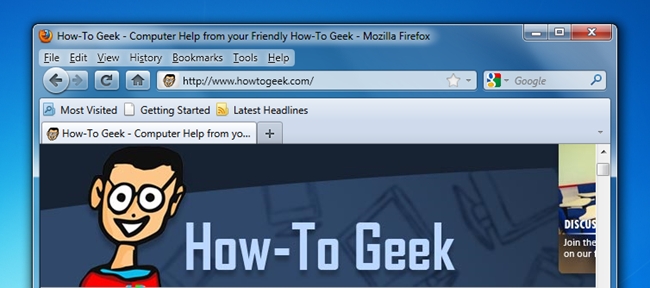 How-To Geek - Computer Help from your Friendly How-To Geek - Mozilla Firefox
File Edit View History Bookmarks Tools Help
http://www.howtogeek.com/ Google
Most Visited Getting Started Latest Headlines
How-To Geek - Computer Help from yo...
How-To Geek
DISCUS
Join the
on our f